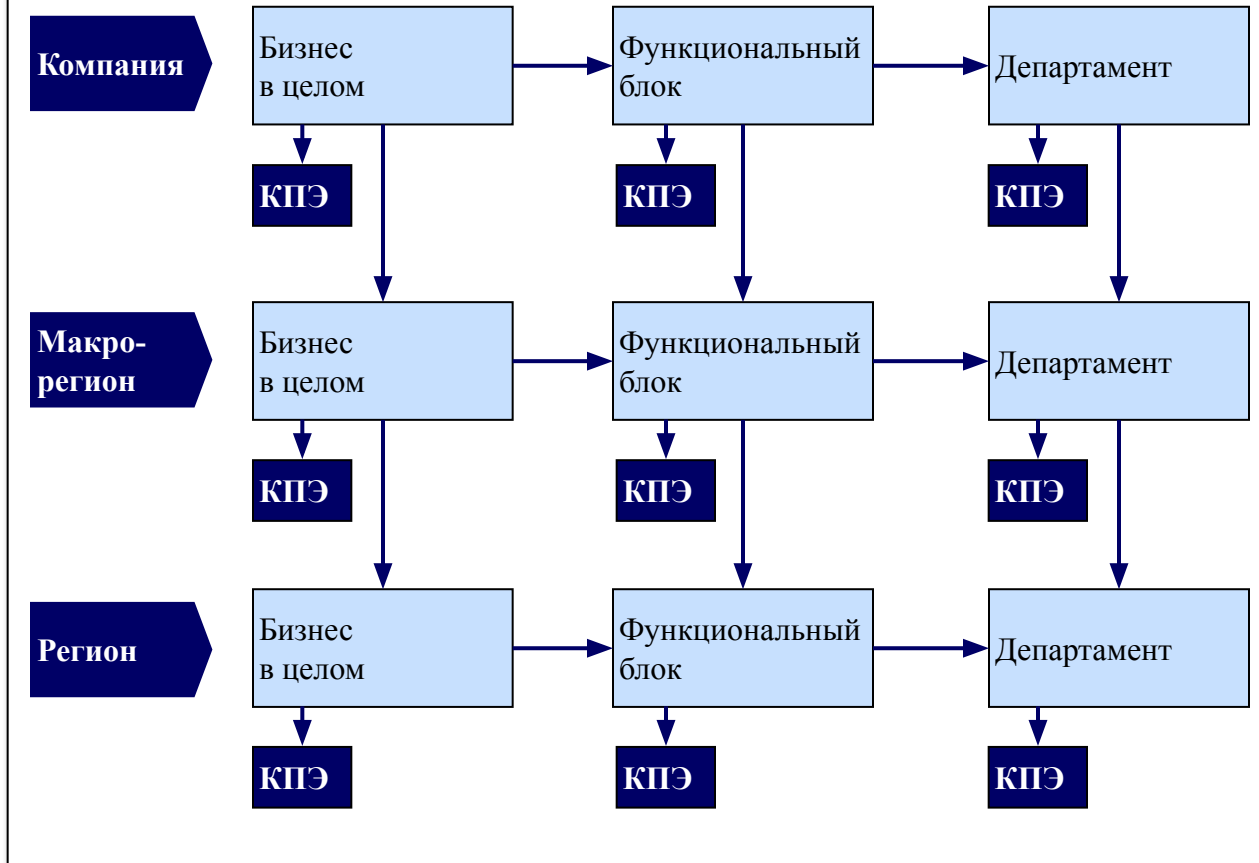 Компания
Бизнес
в целом
Функциональный
блок
Департамент
КПЭ
КПЭ
КПЭ
Макро-
регион
Бизнес
в целом
Функциональный
блок
Департамент
КПЭ
КПЭ
КПЭ
Регион
Бизнес
в целом
Функциональный
блок
Департамент
КПЭ
КПЭ
КПЭ